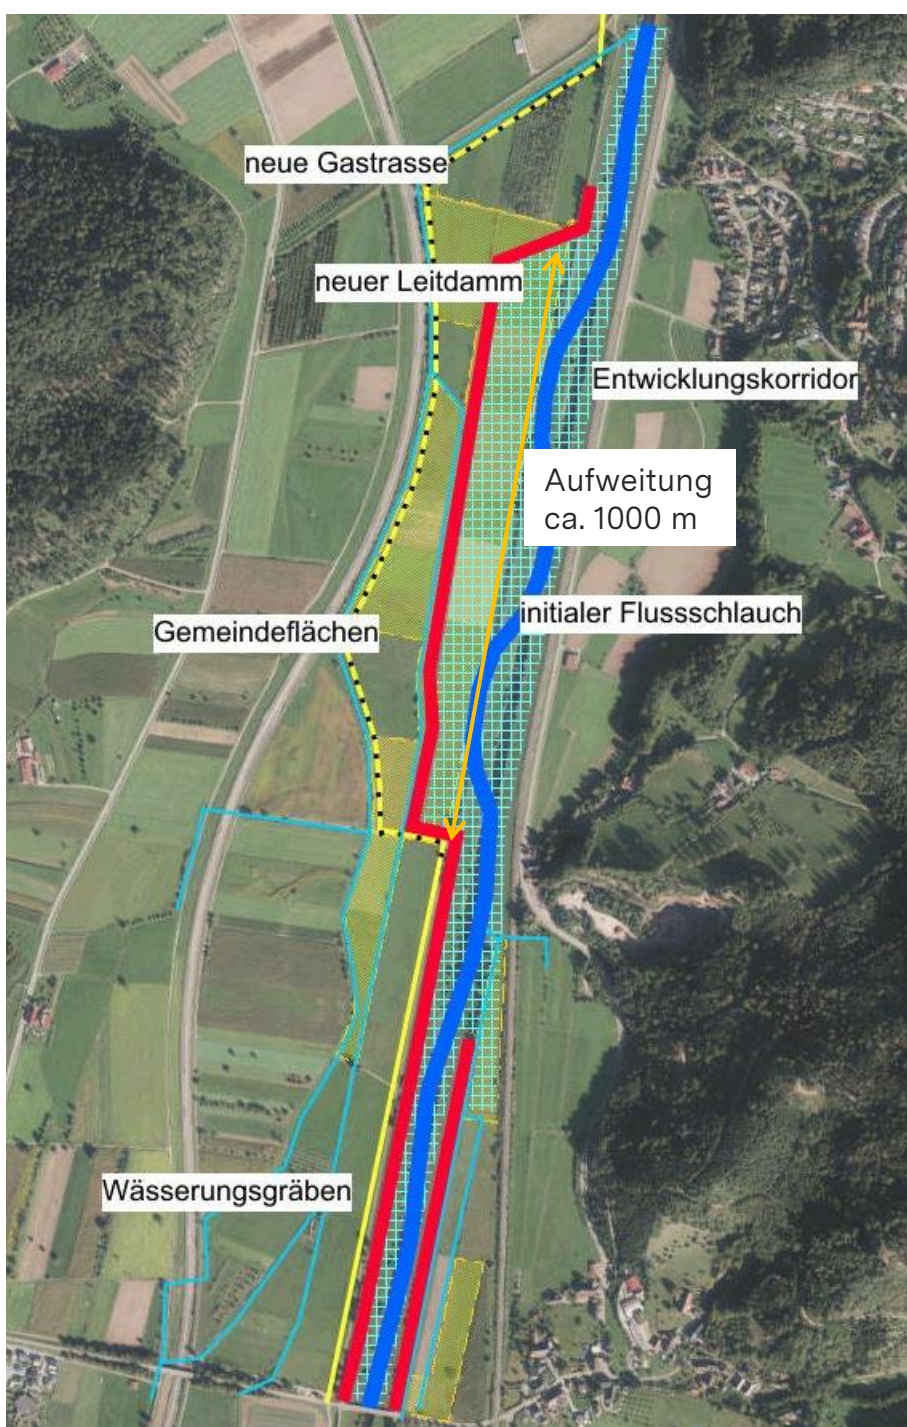 neue Gastrasse
neuer Leitdamm
Entwicklungskorridor
Aufweitung
ca. 1000 m
initialer Flussschlauch
Gemeindeflächen
Wässerungsgräben